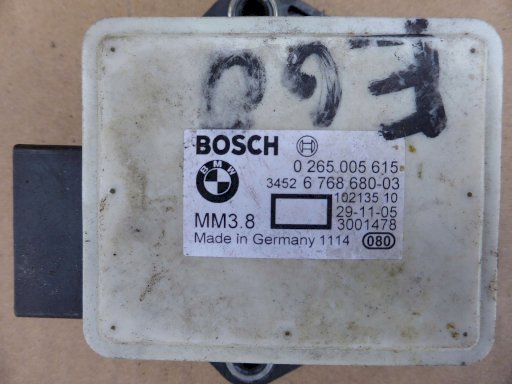 E60
BOSCH
BMW
0 265 005 615
3452 6 768 680-03
102135 10
29-11-05
MM3.8
3001478
Made in Germany 1114
080